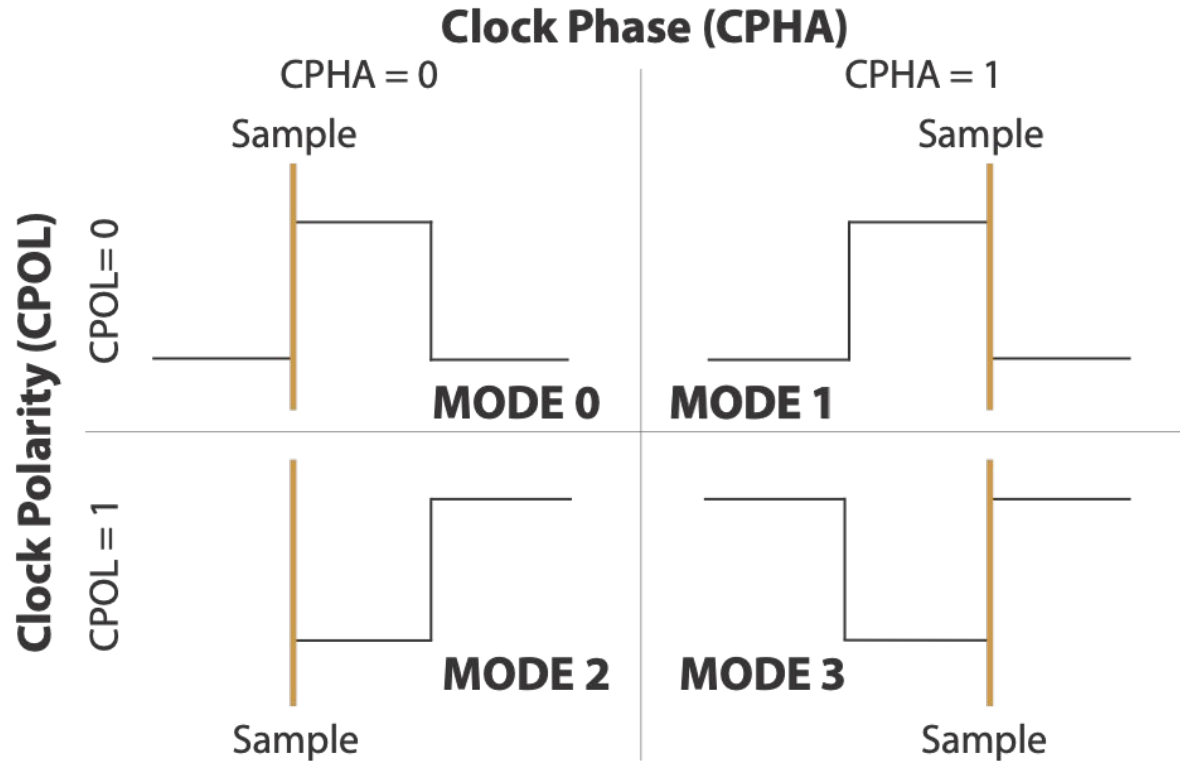 Clock Phase (CPHA)
CPHA = 0
CPHA = 1
Sample
Sample
Clock Polarity (CPOL)
CPOL= 0
MODE 0
MODE 1
CPOL = 1
MODE 2
MODE 3
Sample
Sample